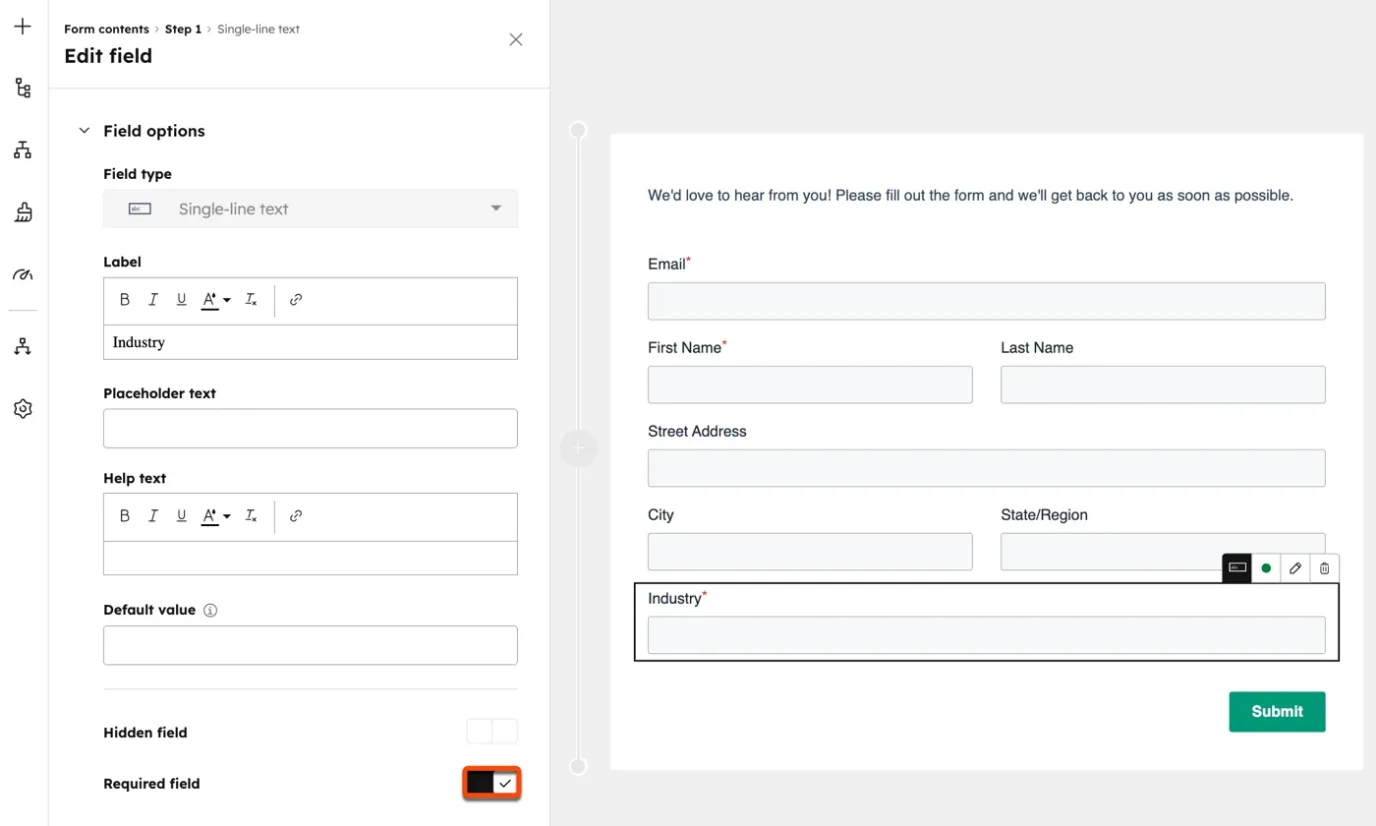 Form contents › Step 1 › Single-line text
Edit field
Field options
Field type
Single-line text
Label
B I U A Ix
Industry
Placeholder text
Help text
B I U A Ix
Default value
Hidden field
Required field
We'd love to hear from you! Please fill out the form and we'll get back to you as soon as possible.
Email*
First Name* Last Name
Street Address
City State/Region
Industry*
Submit